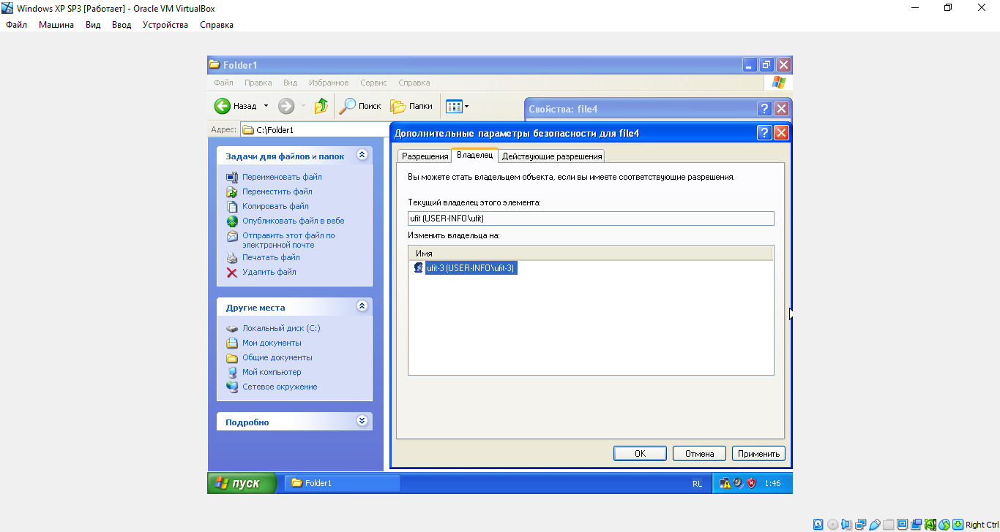 Windows XP SP3 [Работает] - Oracle VM VirtualBox
Файл Машина Вид Ввод Устройства Справка
Folder1
Файл Правка Вид Избранное Сервис Справка
Назад Поиск Папки
Свойства: file4
Адрес: C:\Folder1
Дополнительные параметры безопасности для file4
Разрешения Владелец Действующие разрешения
Вы можете стать владельцем объекта, если вы имеете соответствующие разрешения.
Текущий владелец этого элемента:
ufit (USER-INFO\ufit)
Изменить владельца на:
Имя
ufit-3 (USER-INFO\ufit-3)
OK Отмена Применить
Задачи для файлов и папок
Переименовать файл
Переместить файл
Копировать файл
Опубликовать файл в вебе
Отправить этот файл по
электронной почте
Печатать файл
Удалить файл
Другие места
Локальный диск (C:)
Мои документы
Общие документы
Мой компьютер
Сетевое окружение
Подробно
пуск Folder1 RL 1:46
Right Ctrl